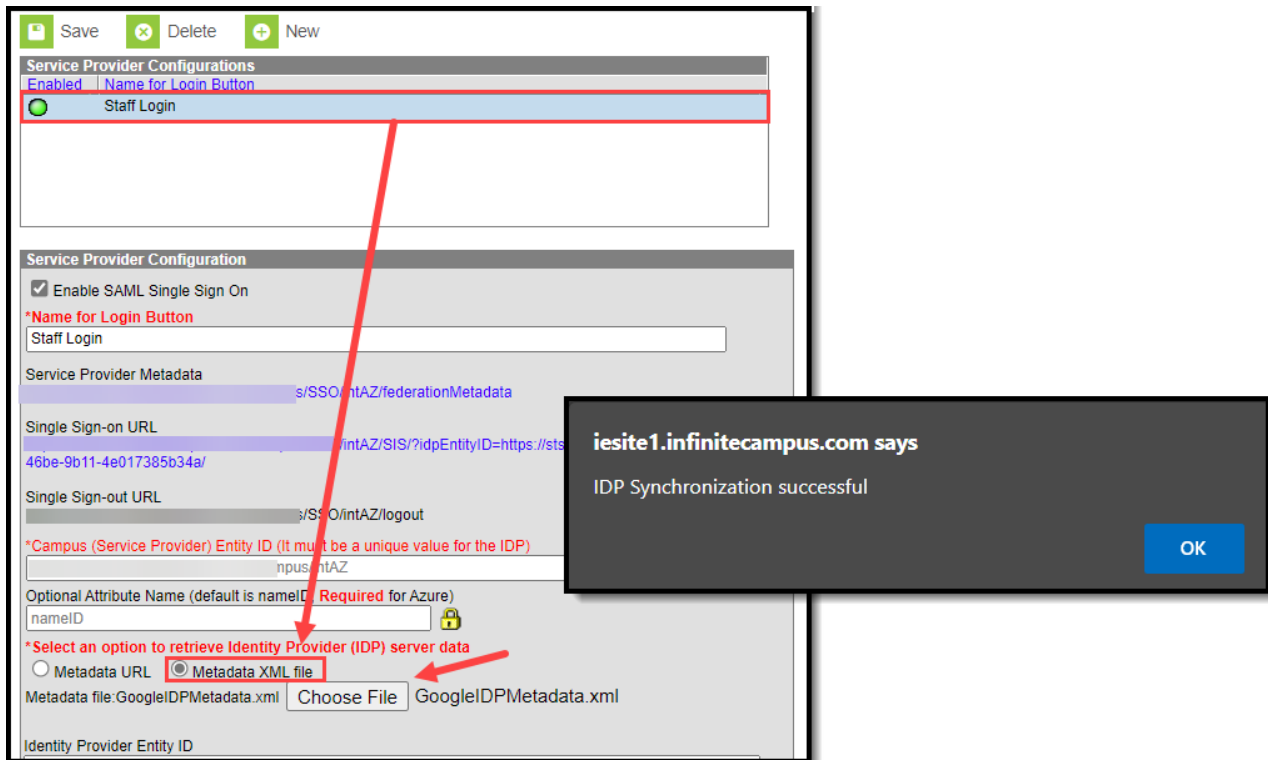 Save Delete New
Service Provider Configurations
Enabled Name for Login Button
Staff Login
Service Provider Configuration
Enable SAML Single Sign On
*Name for Login Button
Staff Login
Service Provider Metadata
s/SSO/intAZ/federationMetadata
Single Sign-on URL
/intAZ/SIS/?idpEntityID=https://sts
46be-9b11-4e017385b34a/
Single Sign-out URL
s/SSO/intAZ/logout
*Campus (Service Provider) Entity ID (It must be a unique value for the IDP)
mpus/intAZ
Optional Attribute Name (default is nameID, Required for Azure)
nameID
*Select an option to retrieve Identity Provider (IDP) server data
Metadata URL Metadata XML file
Metadata file:GoogleIDPMetadata.xml Choose File GoogleIDPMetadata.xml
Identity Provider Entity ID
iesite1.infinitecampus.com says
IDP Synchronization successful
OK